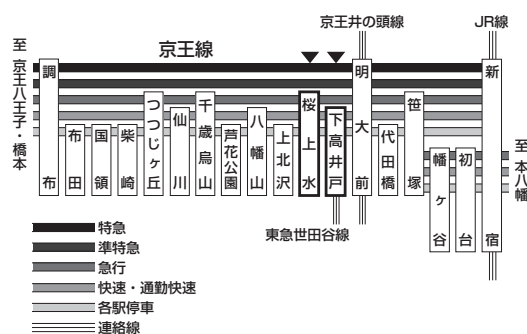 京王井の頭線
JR線
京王線
至 京王八王子・橋本
調布
布田
国領
柴崎
つつじヶ丘
仙川
千歳烏山
芦花公園
八幡山
上北沢
桜上水
下高井戸
明大前
代田橋
笹塚
幡ヶ谷
初台
新宿
至 本八幡
東急世田谷線
特急
準特急
急行
快速・通勤快速
各駅停車
連絡線